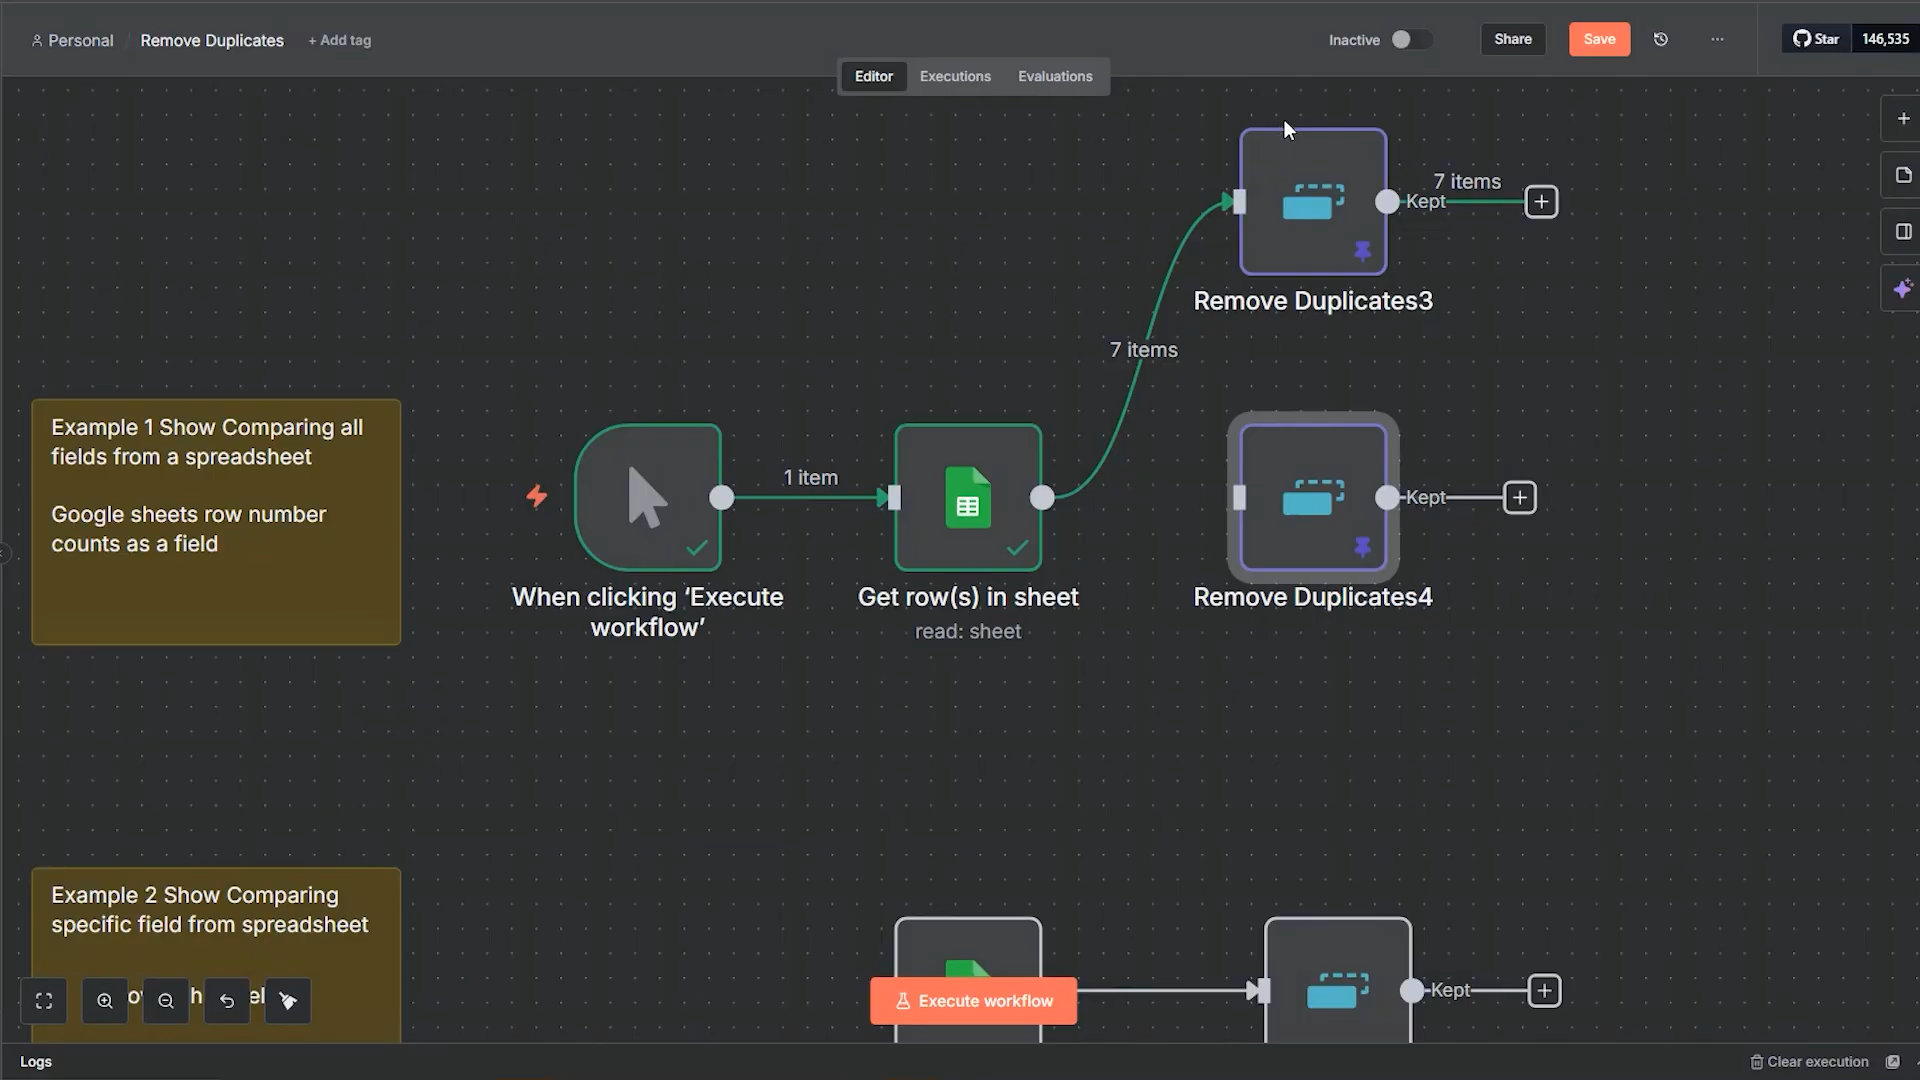 Personal
Remove Duplicates
+ Add tag
Inactive
Share
Save
Star
146,535
Editor
Executions
Evaluations
7 items
Kept
Remove Duplicates3
7 items
Example 1 Show Comparing all
fields from a spreadsheet
Google sheets row number
counts as a field
1 item
Kept
When clicking ‘Execute
workflow’
Get row(s) in sheet
read: sheet
Remove Duplicates4
Example 2 Show Comparing
specific field from spreadsheet
Kept
Execute workflow
Logs
Clear execution